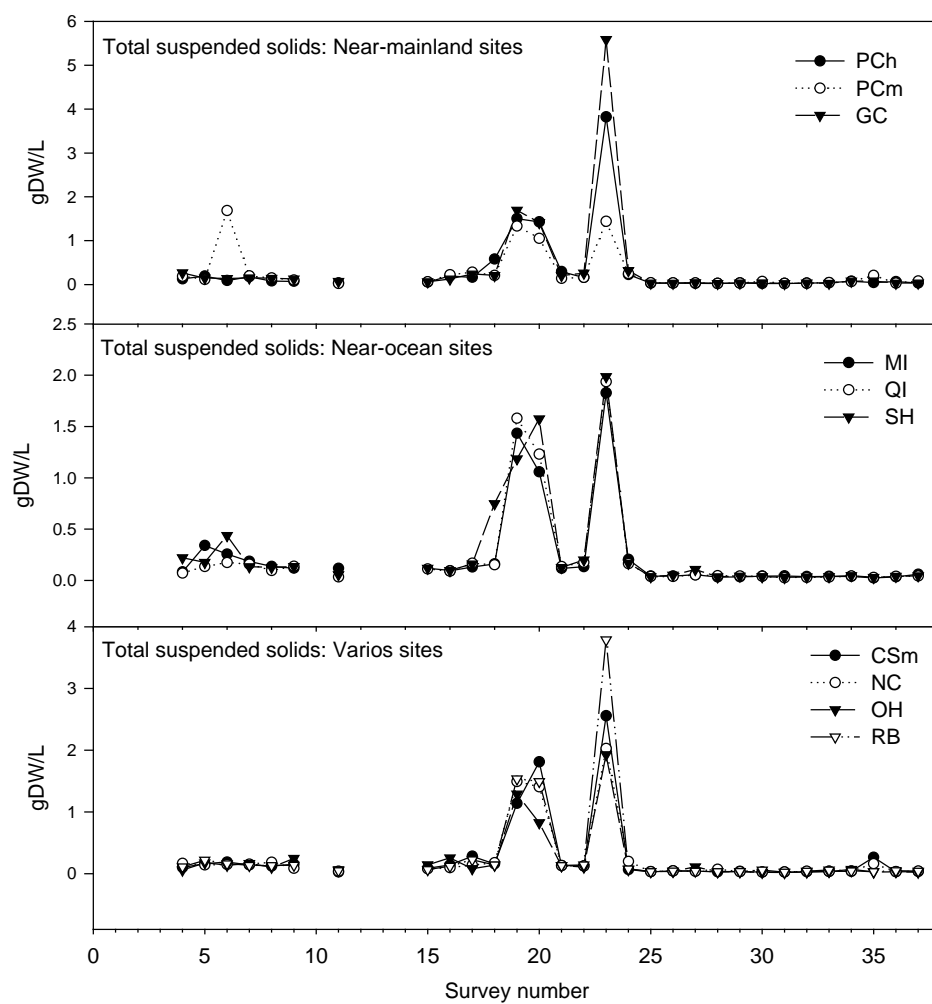 Total suspended solids: Near-mainland sites
PCh
PCm
GC
gDW/L
6
5
4
3
2
1
0
Total suspended solids: Near-ocean sites
MI
QI
SH
gDW/L
2.5
2.0
1.5
1.0
0.5
0.0
Total suspended solids: Varios sites
CSm
NC
OH
RB
gDW/L
4
3
2
1
0
0 5 10 15 20 25 30 35
Survey number